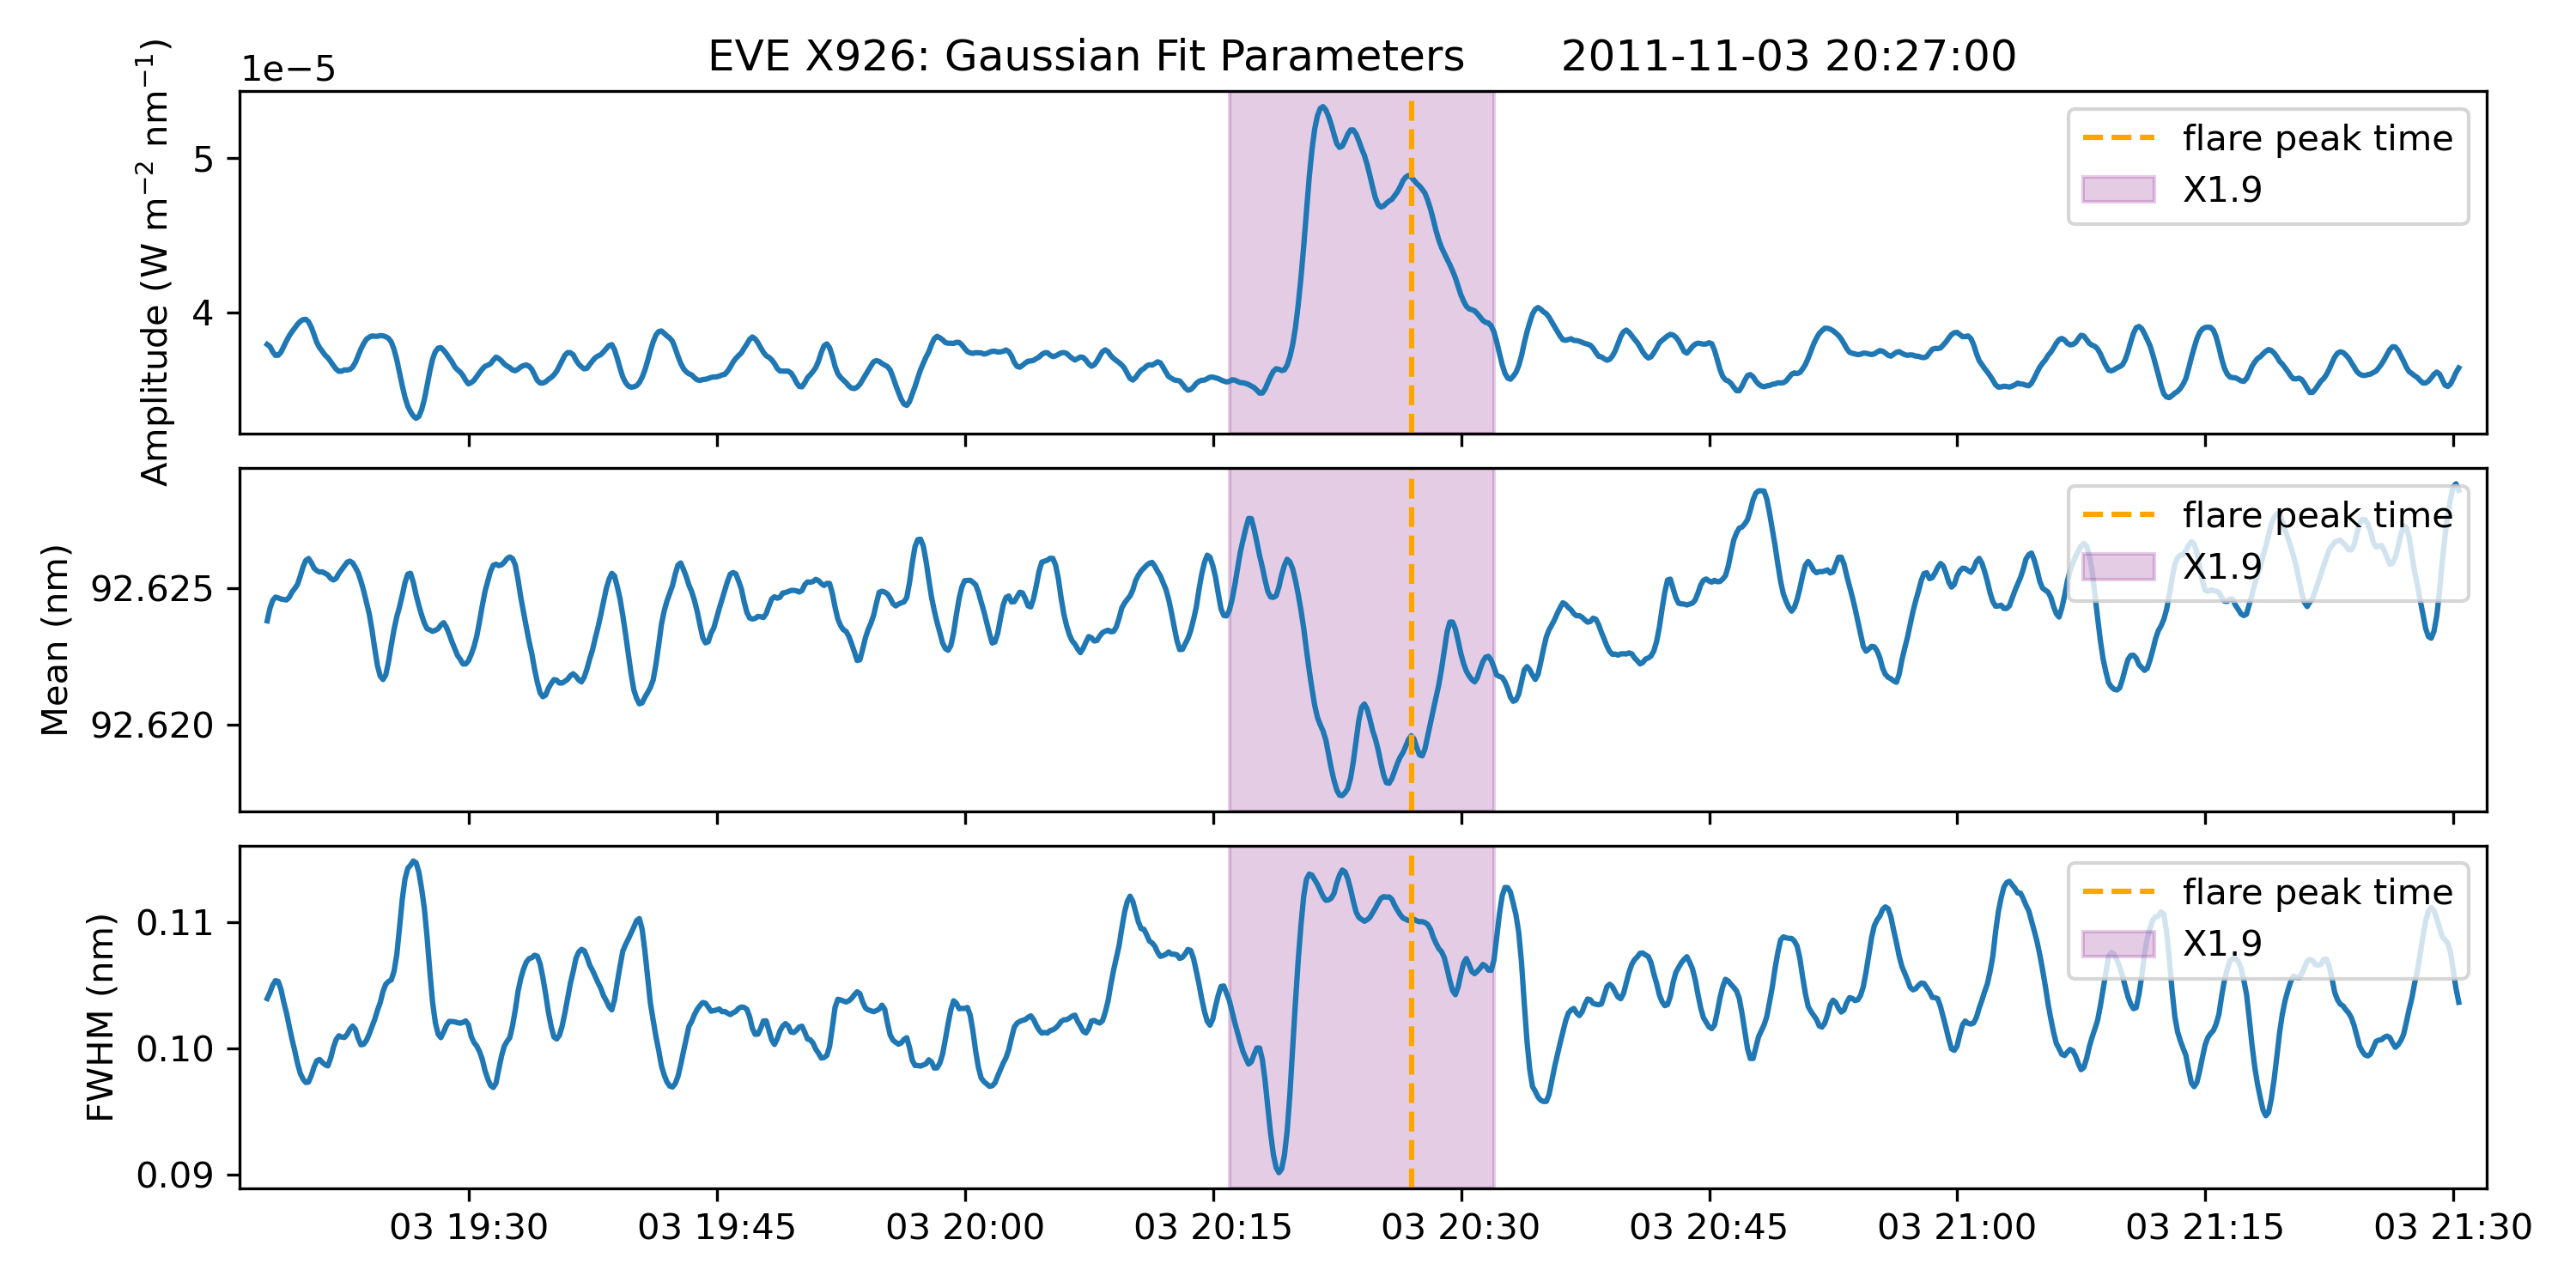 EVE X926: Gaussian Fit Parameters 2011-11-03 20:27:00
1e−5
Amplitude (W m⁻² nm⁻¹)
5
4
flare peak time
X1.9
Mean (nm)
92.625
92.620
flare peak time
X1.9
FWHM (nm)
0.11
0.10
0.09
flare peak time
X1.9
03 19:30 03 19:45 03 20:00 03 20:15 03 20:30 03 20:45 03 21:00 03 21:15 03 21:30